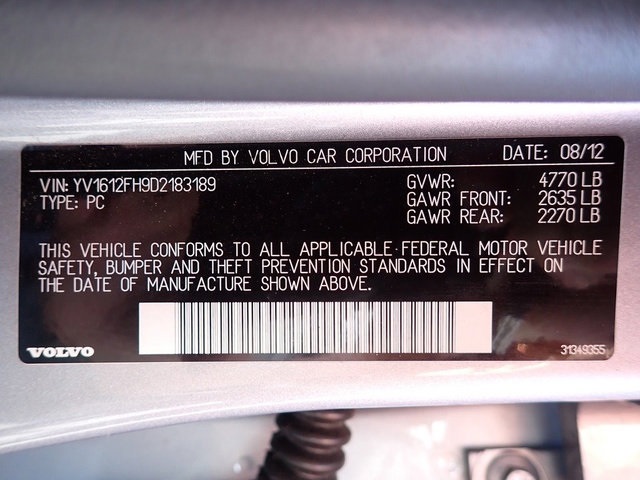 MFD BY VOLVO CAR CORPORATION DATE: 08/12
VIN: YV1612FH9D2183189 GVWR: 4770 LB
TYPE: PC GAWR FRONT: 2635 LB
GAWR REAR: 2270 LB
THIS VEHICLE CONFORMS TO ALL APPLICABLE FEDERAL MOTOR VEHICLE
SAFETY, BUMPER AND THEFT PREVENTION STANDARDS IN EFFECT ON
THE DATE OF MANUFACTURE SHOWN ABOVE.
VOLVO 31349355